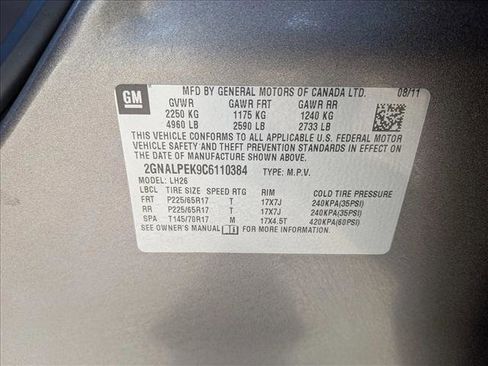 GM
MFD BY GENERAL MOTORS OF CANADA LTD. 08/11
GVWR GAWR FRT GAWR RR
2250 KG 1175 KG 1240 KG
4960 LB 2590 LB 2733 LB
THIS VEHICLE CONFORMS TO ALL APPLICABLE U.S. FEDERAL MOTOR
VEHICLE SAFETY AND THEFT PREVENTION STANDARDS IN EFFECT ON
THE DATE OF MANUFACTURE SHOWN ABOVE.
2GNALPEK9C6110384 TYPE: M.P.V.
MODEL: LH26
LBCL TIRE SIZE SPEED RTG RIM COLD TIRE PRESSURE
FRT P225/65R17 T 17X7J 240KPA(35PSI)
RR P225/65R17 T 17X7J 240KPA(35PSI)
SPA T145/70R17 M 17X4.5T 420KPA(60PSI)
SEE OWNER'S MANUAL FOR MORE INFORMATION.